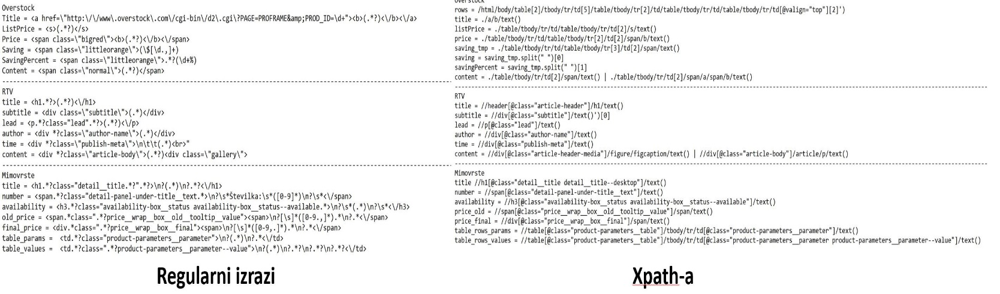 Overstock
Title = <a href=\"http:\/\/www\.overstock\.com\/cgi-bin\/d2\.cgi\?PAGE=PROFRAME&amp;PROD_ID=\d+"><b>(.*?)<\/b><\/a>
ListPrice = <s>(.*?)</s>
Price = <span class=\"bigred\"><b>(.*?)<\/b><\/span>
Saving = <span class=\"littleorange\">(\$[\d.,]+)
SavingPercent = <span class=\"littleorange\">.*?(\d+%)
Content = <span class=\"normal\">(.*?)</span>
RTV
title = <h1.*?>(.*?)<\/h1>
subtitle = <div class=\"subtitle\">(.*)</div>
lead = <p.*?class="lead".*?>(.*?)<\/p>
author = <div *?class=\"author-name\">(.*)</div>
time = <div *?class=\"publish-meta\">\n\t\t(.*)<br>"
content = <div *?class=\"article-body\">(.*?)<div class=\"gallery\">
Mimovrste
title = <h1.*?class="detail__title.*?".*?>\n?(.*)\n?.*?<\/h1>
number = <span.*?class="detail-panel-under-title__text.*>\n?\s*Številka:\s*([0-9]*)\n?\s*<\/span>
availability = <h3.*?class="availability-box__status availability-box__status--available.*>\n?\s*(.*)\n?\s*<\/h3>
old_price = <span.*class=".*?price__wrap__box__old__tooltip__value"><span>\n?[\s]*([0-9.,]*).*\n?.*<\/span>
final_price = <div.*class=".*?price__wrap__box__final"><span>\n?[\s]*([0-9,.]*).*\n?.*<\/span>
table_params =  <td.*?class="product-parameters__parameter">\n?(.*)\n?.*<\/td>
table_values =  <td.*?class=".*?product-parameters__parameter--value">\n?(.*)\n?.*?\n?.*?\n?.*?<\/td>
Regularni izrazi
Overstock
rows = /html/body/table[2]/tbody/tr/td[5]/table/tbody/tr[2]/td/table/tbody/tr/td/table/tbody/tr/td[@valign="top"][2]')
title = ./a/b/text()
listPrice = ./table/tbody/tr/td/table/tbody/tr/td[2]/s/text()
price = ./table/tbody/tr/td/table/tbody/tr[2]/td[2]/span/b/text()
saving_tmp = ./table/tbody/tr/td/table/tbody/tr[3]/td[2]/span/text()
saving = saving_tmp.split(" ")[0]
savingPercent = saving_tmp.split(" ")[1]
content = ./table/tbody/tr/td[2]/span/text() | ./table/tbody/tr/td[2]/span/a/span/b/text()
RTV
title = //header[@class="article-header"]/h1/text()
subtitle = //div[@class="subtitle"]/text()')[0]
lead = //p[@class="lead"]/text()
author = //div[@class="author-name"]/text()
time = //div[@class="publish-meta"]/text()
content = //div[@class="article-header-media"]/figure/figcaption/text() | //div[@class="article-body"]/article/p/text()
Mimovrste
title //h1[@class="detail__title detail__title--desktop"]/text()
number = //span[@class="detail-panel-under-title__text"]/text()
availability = //h3[@class="availability-box__status availability-box__status--available"]/text()
price_old = //span[@class="price__wrap__box__old__tooltip__value"]/span/text()
price_final = //div[@class="price__wrap__box__final"]/span/text()
table_rows_params = //table[@class="product-parameters__table"]/tbody/tr/td[@class="product-parameters__parameter"]/text()
table_rows_values = //table[@class="product-parameters__table"]/tbody/tr/td[@class="product-parameters__parameter product-parameters__parameter--value"]/text()
Xpath-a